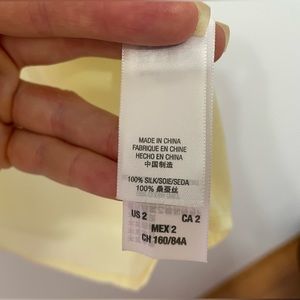 MADE IN CHINA
FABRIQUE EN CHINE
HECHO EN CHINA
中国制造
100% SILK/SOIE/SEDA
100% 桑蚕丝
US 2 CA 2
MEX 2
CH 160/84A